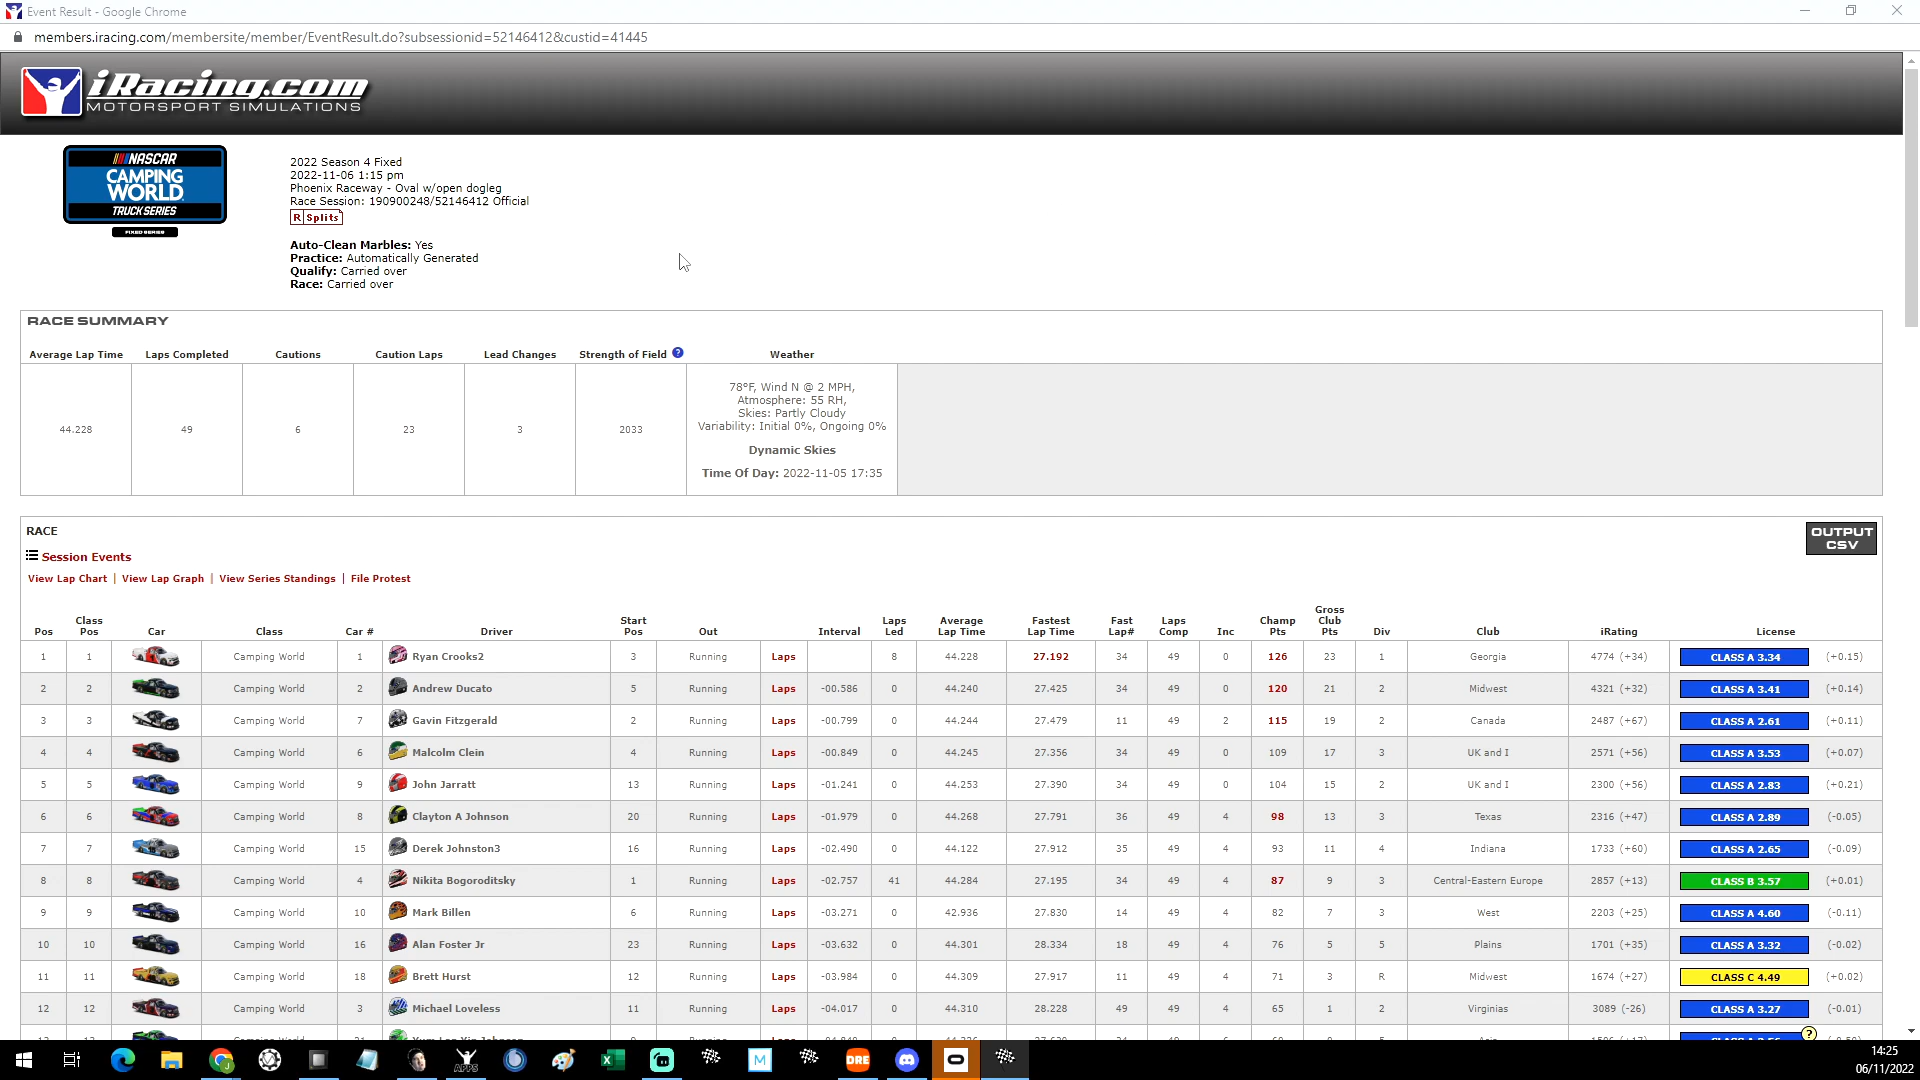 Event Result - Google Chrome
members.iracing.com/membersite/member/EventResult.do?subsessionid=52146412&custid=41445
iRacing.com
MOTORSPORT SIMULATIONS
NASCAR
CAMPING
WORLD
TRUCK SERIES
FIXED SERIES
2022 Season 4 Fixed
2022-11-06 1:15 pm
Phoenix Raceway - Oval w/open dogleg
Race Session: 190900248/52146412 Official
R Splits
Auto-Clean Marbles: Yes
Practice: Automatically Generated
Qualify: Carried over
Race: Carried over
RACE SUMMARY
Average Lap Time Laps Completed Cautions Caution Laps Lead Changes Strength of Field ? Weather
44.228 49 6 23 3 2033
78°F, Wind N @ 2 MPH,
Atmosphere: 55 RH,
Skies: Partly Cloudy
Variability: Initial 0%, Ongoing 0%
Dynamic Skies
Time Of Day: 2022-11-05 17:35
RACE
OUTPUT
CSV
Session Events
View Lap Chart | View Lap Graph | View Series Standings | File Protest
Pos Class Pos Car Class Car # Driver Start Pos Out Interval Laps Led Average Lap Time Fastest Lap Time Fast Lap# Laps Comp Inc Champ Pts Gross Club Pts Div Club iRating License
1 1 Camping World 1 Ryan Crooks2 3 Running Laps 8 44.228 27.192 34 49 0 126 23 1 Georgia 4774 (+34) CLASS A 3.34 (+0.15)
2 2 Camping World 2 Andrew Ducato 5 Running Laps -00.586 0 44.240 27.425 34 49 0 120 21 2 Midwest 4321 (+32) CLASS A 3.41 (+0.14)
3 3 Camping World 7 Gavin Fitzgerald 2 Running Laps -00.799 0 44.244 27.479 11 49 2 115 19 2 Canada 2487 (+67) CLASS A 2.61 (+0.11)
4 4 Camping World 6 Malcolm Clein 4 Running Laps -00.849 0 44.245 27.356 34 49 0 109 17 3 UK and I 2571 (+56) CLASS A 3.53 (+0.07)
5 5 Camping World 9 John Jarratt 13 Running Laps -01.241 0 44.253 27.390 34 49 0 104 15 2 UK and I 2300 (+56) CLASS A 2.83 (+0.21)
6 6 Camping World 8 Clayton A Johnson 20 Running Laps -01.979 0 44.268 27.791 36 49 4 98 13 3 Texas 2316 (+47) CLASS A 2.89 (-0.05)
7 7 Camping World 15 Derek Johnston3 16 Running Laps -02.490 0 44.122 27.912 35 49 4 93 11 4 Indiana 1733 (+60) CLASS A 2.65 (-0.09)
8 8 Camping World 4 Nikita Bogoroditsky 1 Running Laps -02.757 41 44.284 27.195 34 49 4 87 9 3 Central-Eastern Europe 2857 (+13) CLASS B 3.57 (+0.01)
9 9 Camping World 10 Mark Billen 6 Running Laps -03.271 0 42.936 27.830 14 49 4 82 7 3 West 2203 (+25) CLASS A 4.60 (-0.11)
10 10 Camping World 16 Alan Foster Jr 23 Running Laps -03.632 0 44.301 28.334 18 49 4 76 5 5 Plains 1701 (+35) CLASS A 3.32 (-0.02)
11 11 Camping World 18 Brett Hurst 12 Running Laps -03.984 0 44.309 27.917 11 49 4 71 3 R Midwest 1674 (+27) CLASS C 4.49 (+0.02)
12 12 Camping World 3 Michael Loveless 11 Running Laps -04.017 0 44.310 28.228 49 49 4 65 1 2 Virginias 3089 (-26) CLASS A 3.27 (-0.01)
?
APPS
M
DRE
14:25
06/11/2022